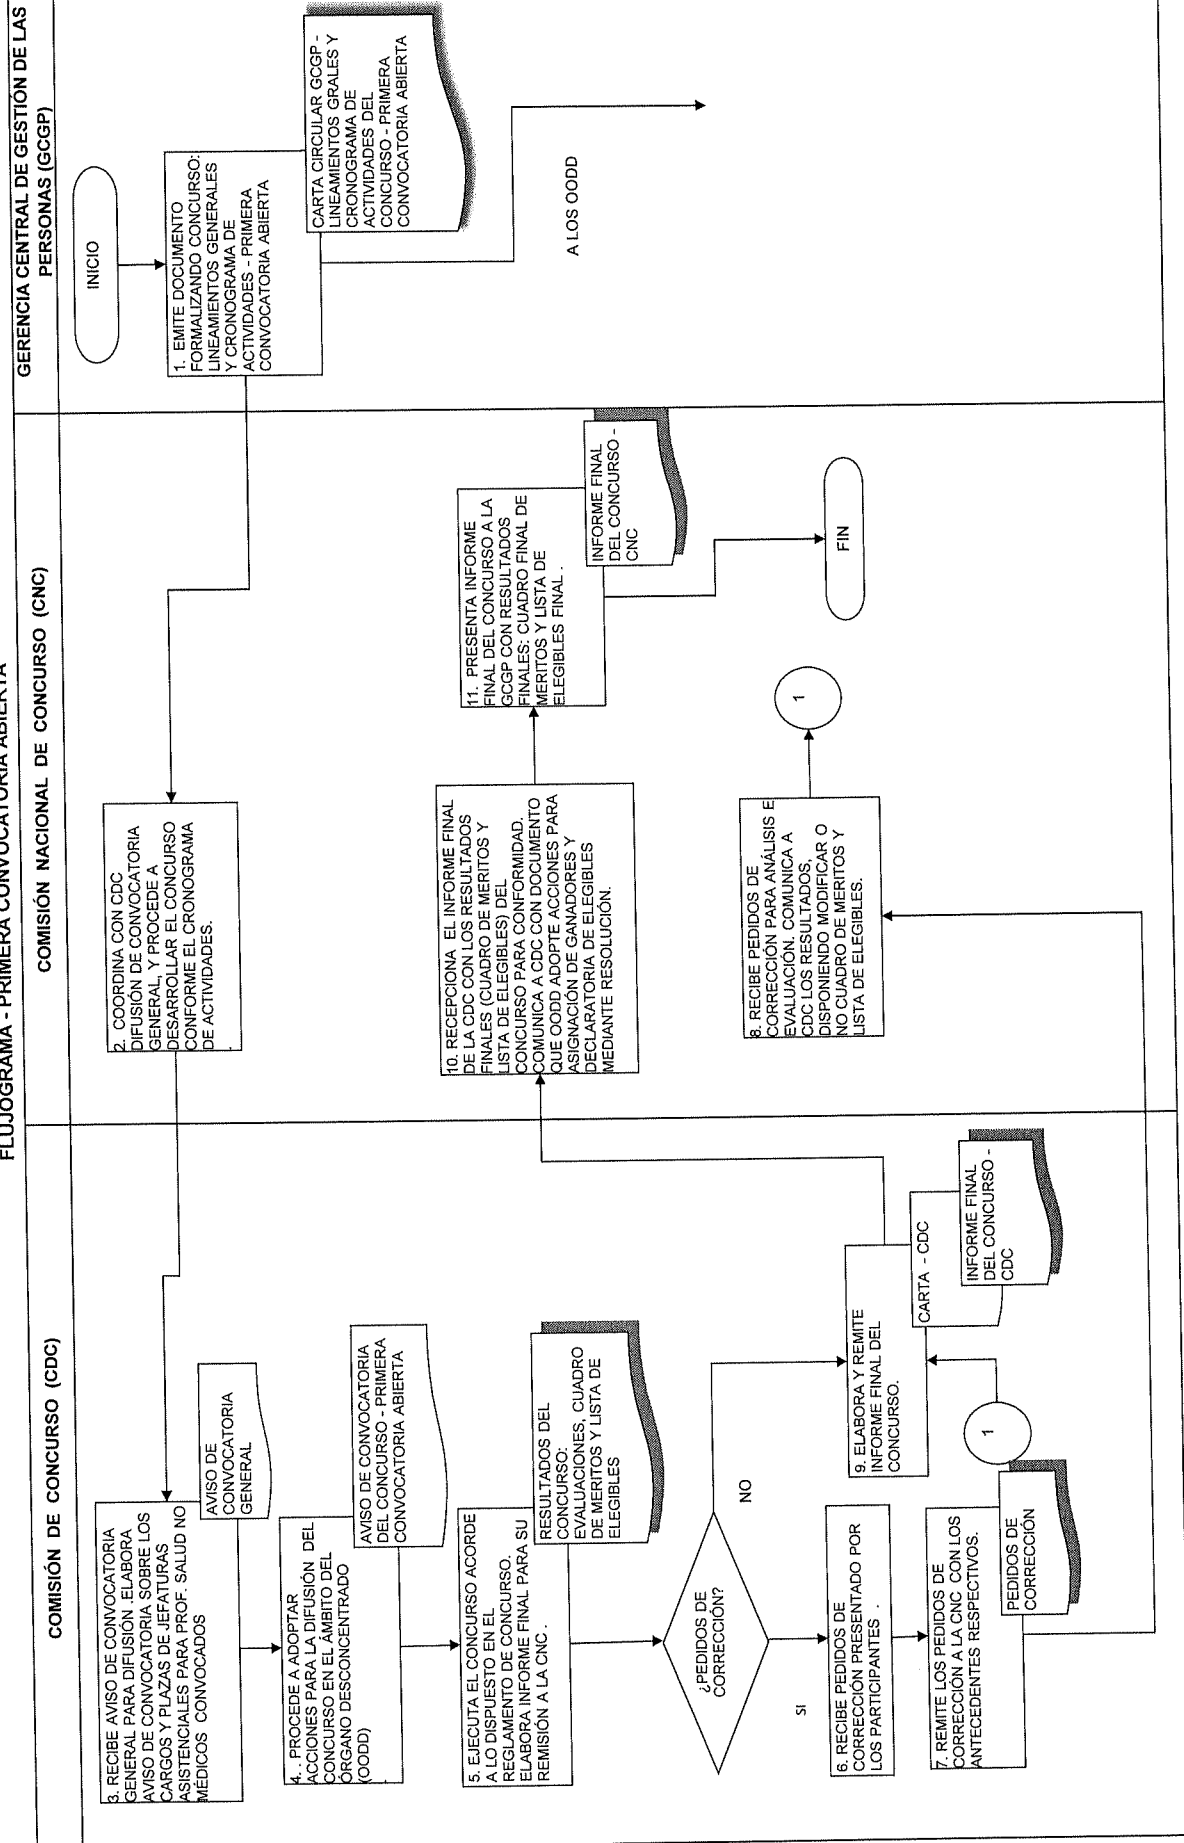 FLUJOGRAMA - PRIMERA CONVOCATORIA ABIERTA
COMISIÓN DE CONCURSO (CDC)
COMISIÓN NACIONAL DE CONCURSO (CNC)
GERENCIA CENTRAL DE GESTIÓN DE LAS
PERSONAS (GCGP)
INICIO
1. EMITE DOCUMENTO
FORMALIZANDO CONCURSO:
LINEAMIENTOS GENERALES
Y CRONOGRAMA DE
ACTIVIDADES - PRIMERA
CONVOCATORIA ABIERTA
CARTA CIRCULAR GCGP -
LINEAMIENTOS GRALES Y
CRONOGRAMA DE
ACTIVIDADES DEL
CONCURSO - PRIMERA
CONVOCATORIA ABIERTA
A LOS OODD
2. COORDINA CON CDC
DIFUSIÓN DE CONVOCATORIA
GENERAL, Y PROCEDE A
DESARROLLAR EL CONCURSO
CONFORME EL CRONOGRAMA
DE ACTIVIDADES.
.
3. RECIBE AVISO DE CONVOCATORIA
GENERAL PARA DIFUSIÓN .ELABORA
AVISO DE CONVOCATORIA SOBRE LOS
CARGOS Y PLAZAS DE JEFATURAS
ASISTENCIALES PARA PROF. SALUD NO
MÉDICOS CONVOCADOS
AVISO DE
CONVOCATORIA
GENERAL
4. . PROCEDE A ADOPTAR
ACCIONES PARA LA DIFUSIÓN DEL
CONCURSO EN EL ÁMBITO DEL
ÓRGANO DESCONCENTRADO
(OODD)
.
AVISO DE CONVOCATORIA
DEL CONCURSO - PRIMERA
CONVOCATORIA ABIERTA
5. EJECUTA EL CONCURSO ACORDE
A LO DISPUESTO EN EL
REGLAMENTO DE CONCURSO.
ELABORA INFORME FINAL PARA SU
REMISIÓN A LA CNC .
RESULTADOS DEL
CONCURSO:
EVALUACIONES, CUADRO
DE MERITOS Y LISTA DE
ELEGIBLES
¿PEDIDOS DE
CORRECCIÓN?
SI
NO
6. RECIBE PEDIDOS DE
CORRECCIÓN PRESENTADO POR
LOS PARTICIPANTES .
7. REMITE LOS PEDIDOS DE
CORRECCIÓN A LA CNC CON LOS
ANTECEDENTES RESPECTIVOS.
PEDIDOS DE
CORRECCIÓN
8. RECIBE PEDIDOS DE
CORRECCIÓN PARA ANÁLISIS E
EVALUACIÓN. COMUNICA A
CDC LOS RESULTADOS,
DISPONIENDO MODIFICAR O
NO CUADRO DE MERITOS Y
LISTA DE ELEGIBLES.
1
1
9. ELABORA Y REMITE
INFORME FINAL DEL
CONCURSO.
CARTA - CDC
INFORME FINAL
DEL CONCURSO -
CDC
10. RECEPCIONA EL INFORME FINAL
DE LA CDC CON LOS RESULTADOS
FINALES (CUADRO DE MERITOS Y
LISTA DE ELEGIBLES) DEL
CONCURSO PARA CONFORMIDAD.
COMUNICA A CDC CON DOCUMENTO
QUE OODD ADOPTE ACCIONES PARA
ASIGNACIÓN DE GANADORES Y
DECLARATORIA DE ELEGIBLES
MEDIANTE RESOLUCIÓN.
11. PRESENTA INFORME
FINAL DEL CONCURSO A LA
GCGP CON RESULTADOS
FINALES: CUADRO FINAL DE
MERITOS Y LISTA DE
ELEGIBLES FINAL .
INFORME FINAL
DEL CONCURSO -
CNC
FIN